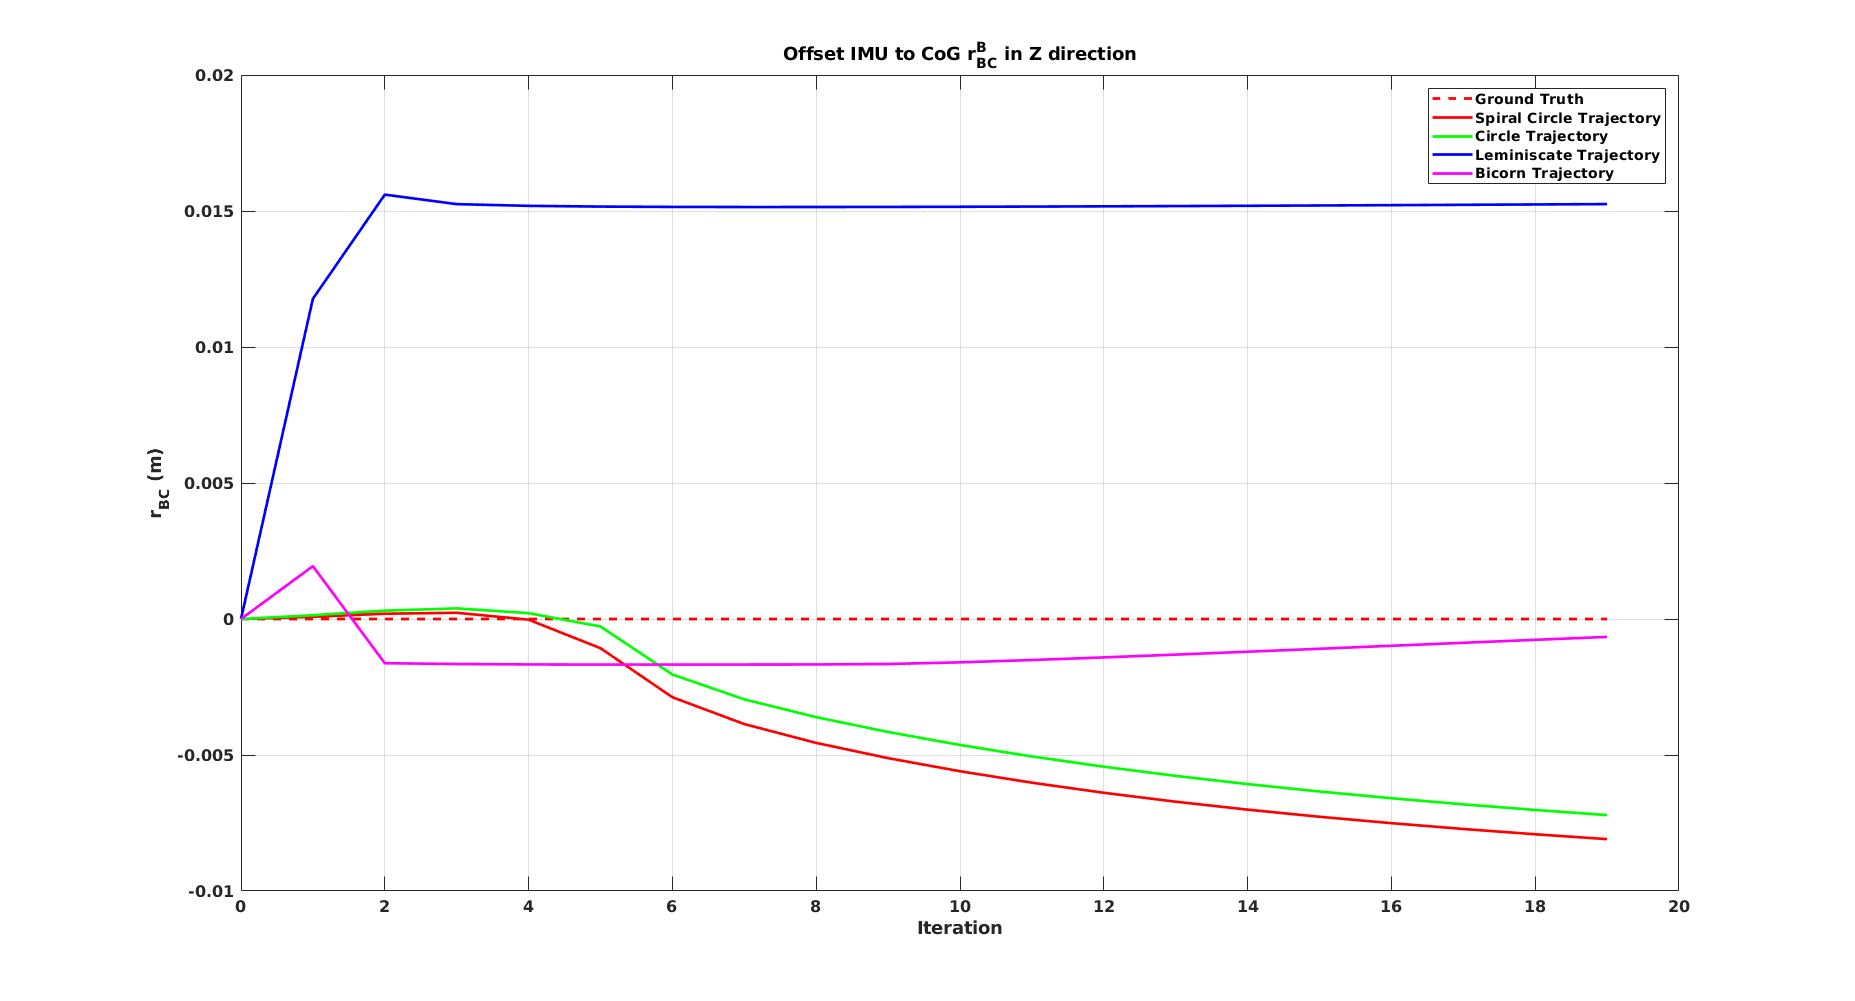 Offset IMU to CoG r_BC^B in Z direction
0.02
0.015
0.01
0.005
0
-0.005
-0.01
r_BC (m)
0 2 4 6 8 10 12 14 16 18 20
Iteration
Ground Truth
Spiral Circle Trajectory
Circle Trajectory
Leminiscate Trajectory
Bicorn Trajectory